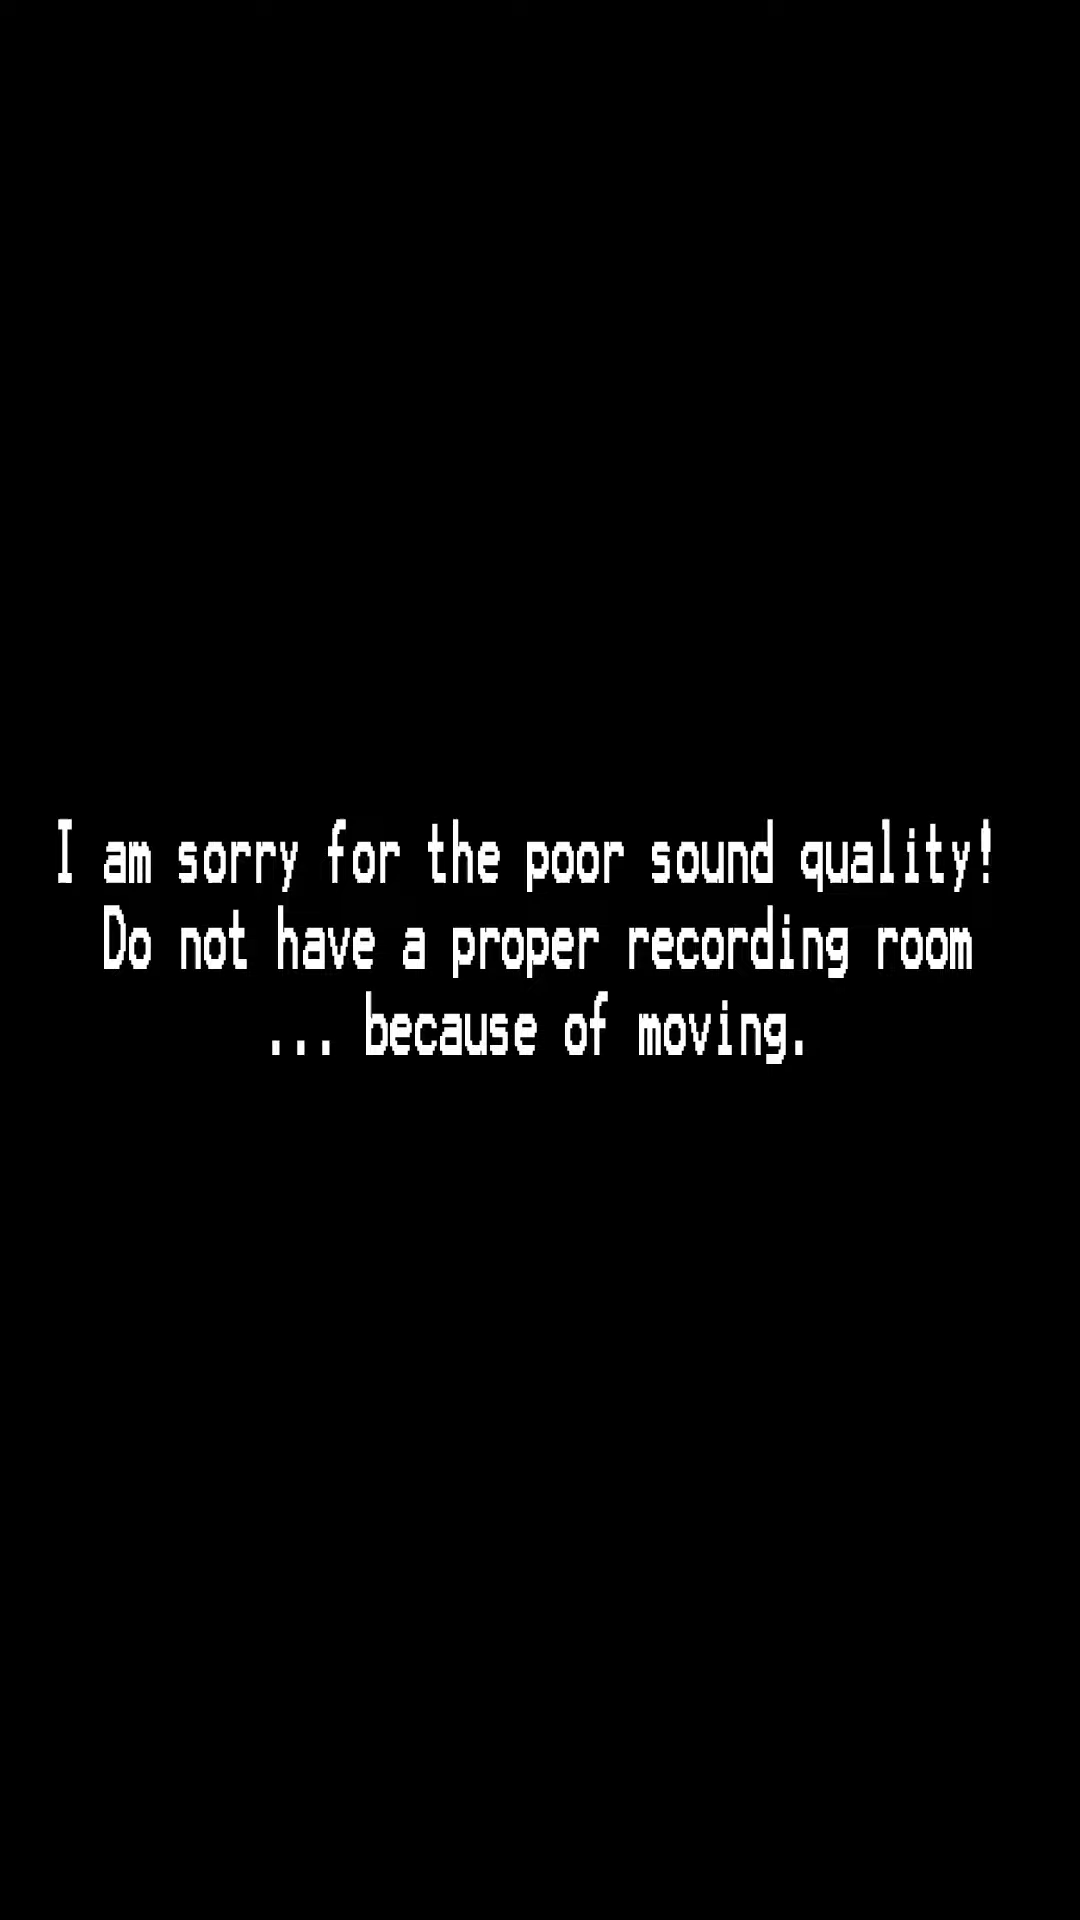 I am sorry for the poor sound quality!
Do not have a proper recording room
... because of moving.